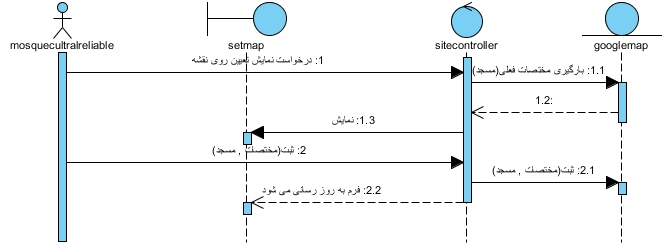 mosquecultralreliable
setmap
sitecontroller
googlemap
1: درخواست نمایش تعیین روی نقشه
1.1: بارگیری مختصات فعلی(مسجد)
1.2:
1.3: نمایش
2: ثبت(مختصات , مسجد)
2.1: ثبت(مختصات , مسجد)
2.2: فرم به روز رسانی می شود